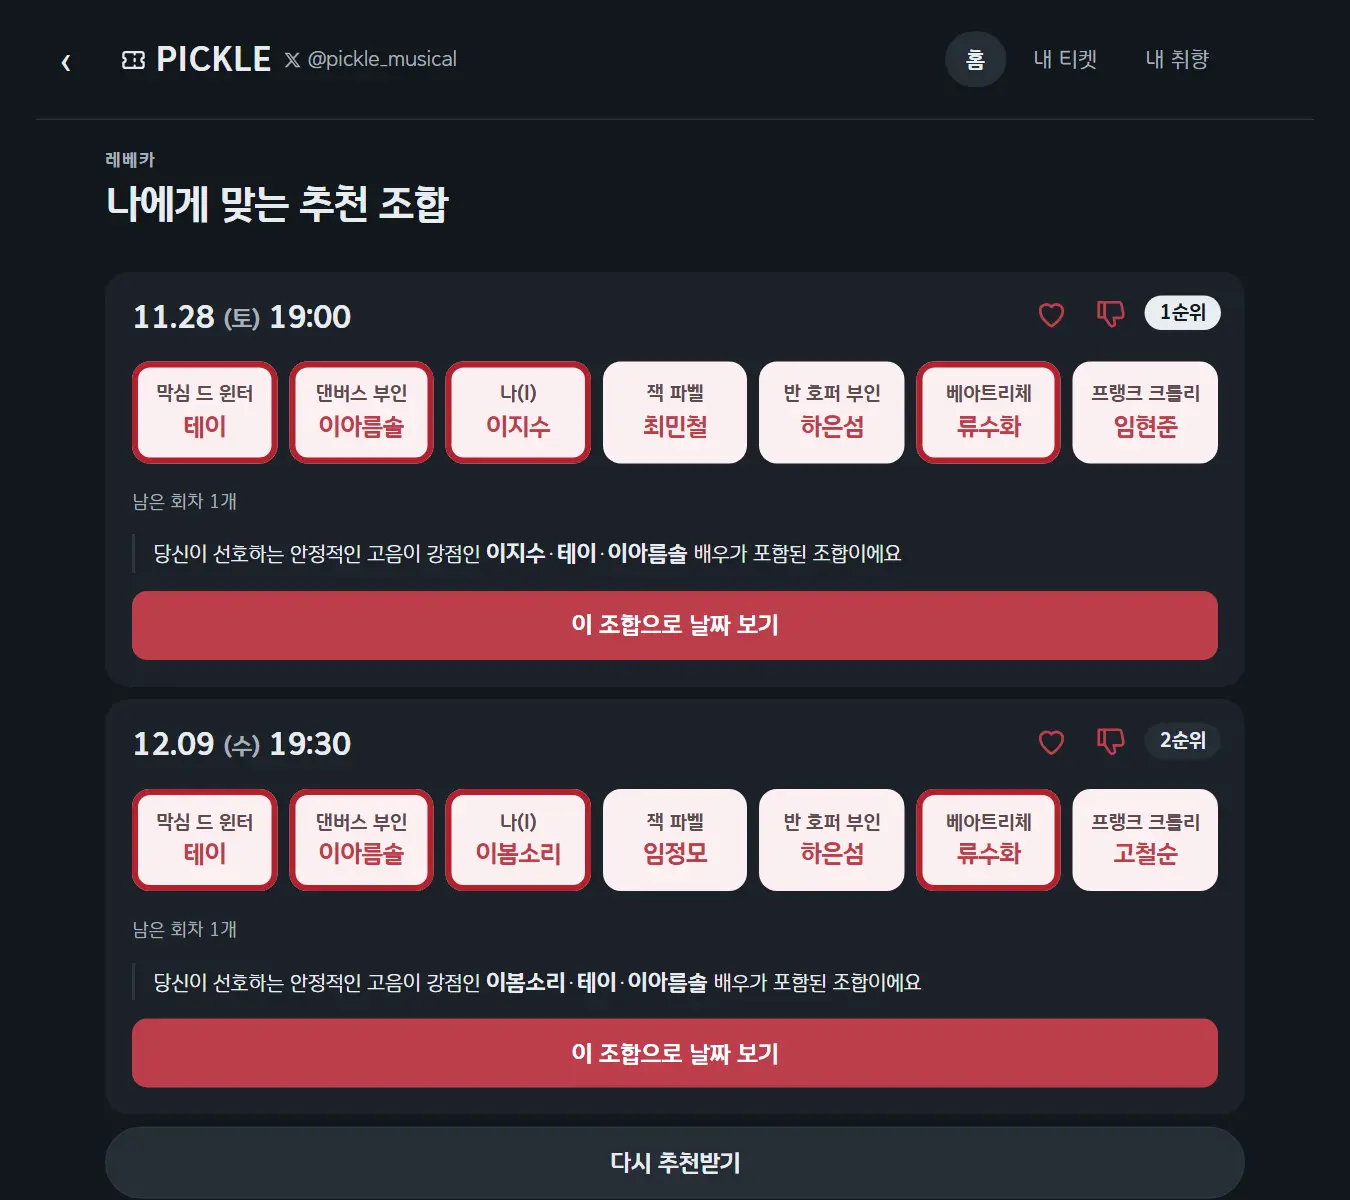 ‹ PICKLE 𝕏 @pickle_musical 홈 내 티켓 내 취향
레베카
나에게 맞는 추천 조합
11.28 (토) 19:00 1순위
막심 드 윈터 댄버스 부인 나(I) 잭 파벨 반 호퍼 부인 베아트리체 프랭크 크롤리
테이 이아름솔 이지수 최민철 하은섬 류수화 임현준
남은 회차 1개
당신이 선호하는 안정적인 고음이 강점인 이지수·테이·이아름솔 배우가 포함된 조합이에요
이 조합으로 날짜 보기
12.09 (수) 19:30 2순위
막심 드 윈터 댄버스 부인 나(I) 잭 파벨 반 호퍼 부인 베아트리체 프랭크 크롤리
테이 이아름솔 이봄소리 임정모 하은섬 류수화 고철순
남은 회차 1개
당신이 선호하는 안정적인 고음이 강점인 이봄소리·테이·이아름솔 배우가 포함된 조합이에요
이 조합으로 날짜 보기
다시 추천받기